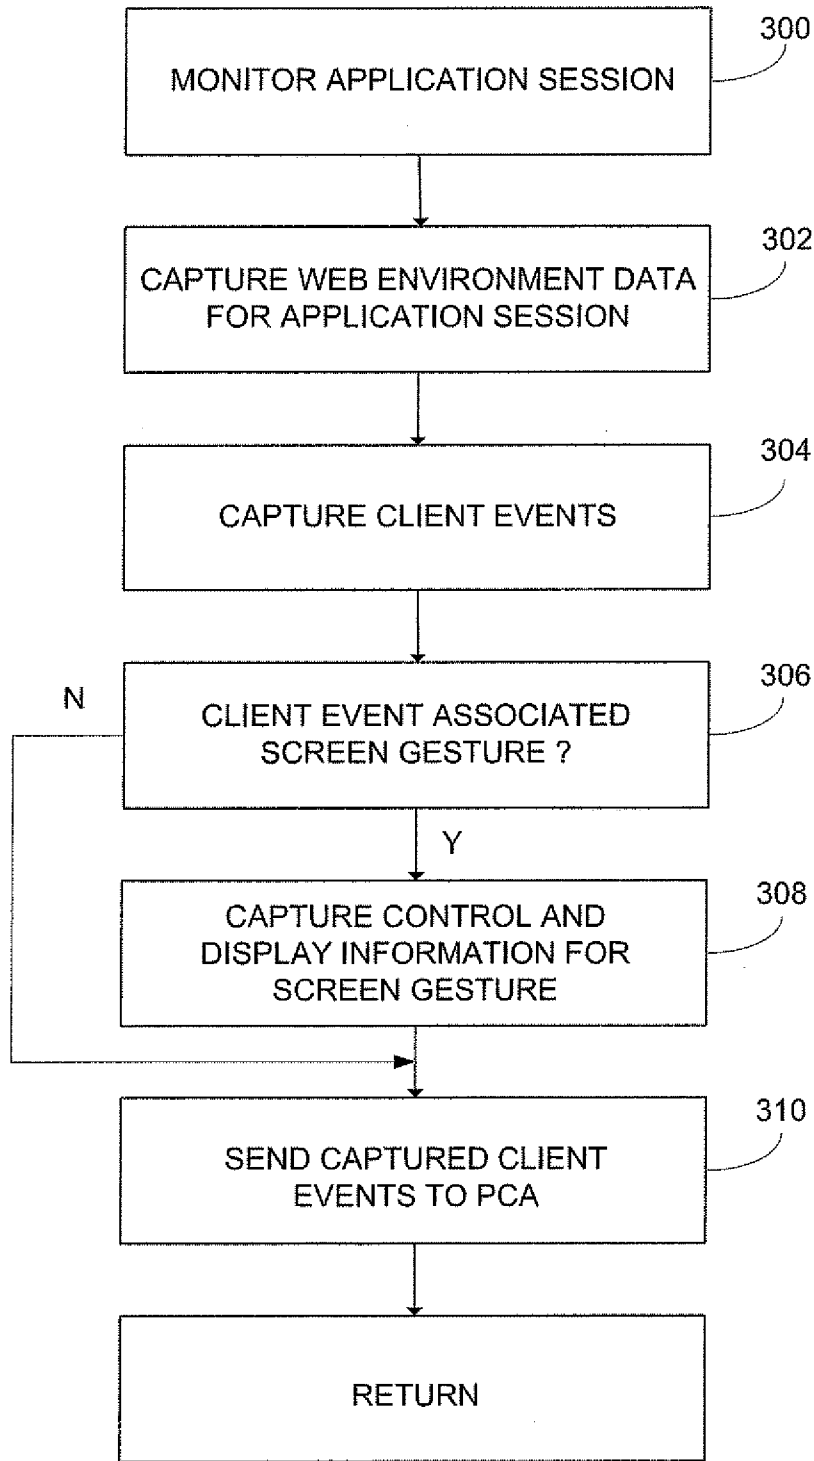 300
MONITOR APPLICATION SESSION
302
CAPTURE WEB ENVIRONMENT DATA
FOR APPLICATION SESSION
304
CAPTURE CLIENT EVENTS
306
N
CLIENT EVENT ASSOCIATED
SCREEN GESTURE ?
Y
308
CAPTURE CONTROL AND
DISPLAY INFORMATION FOR
SCREEN GESTURE
310
SEND CAPTURED CLIENT
EVENTS TO PCA
RETURN